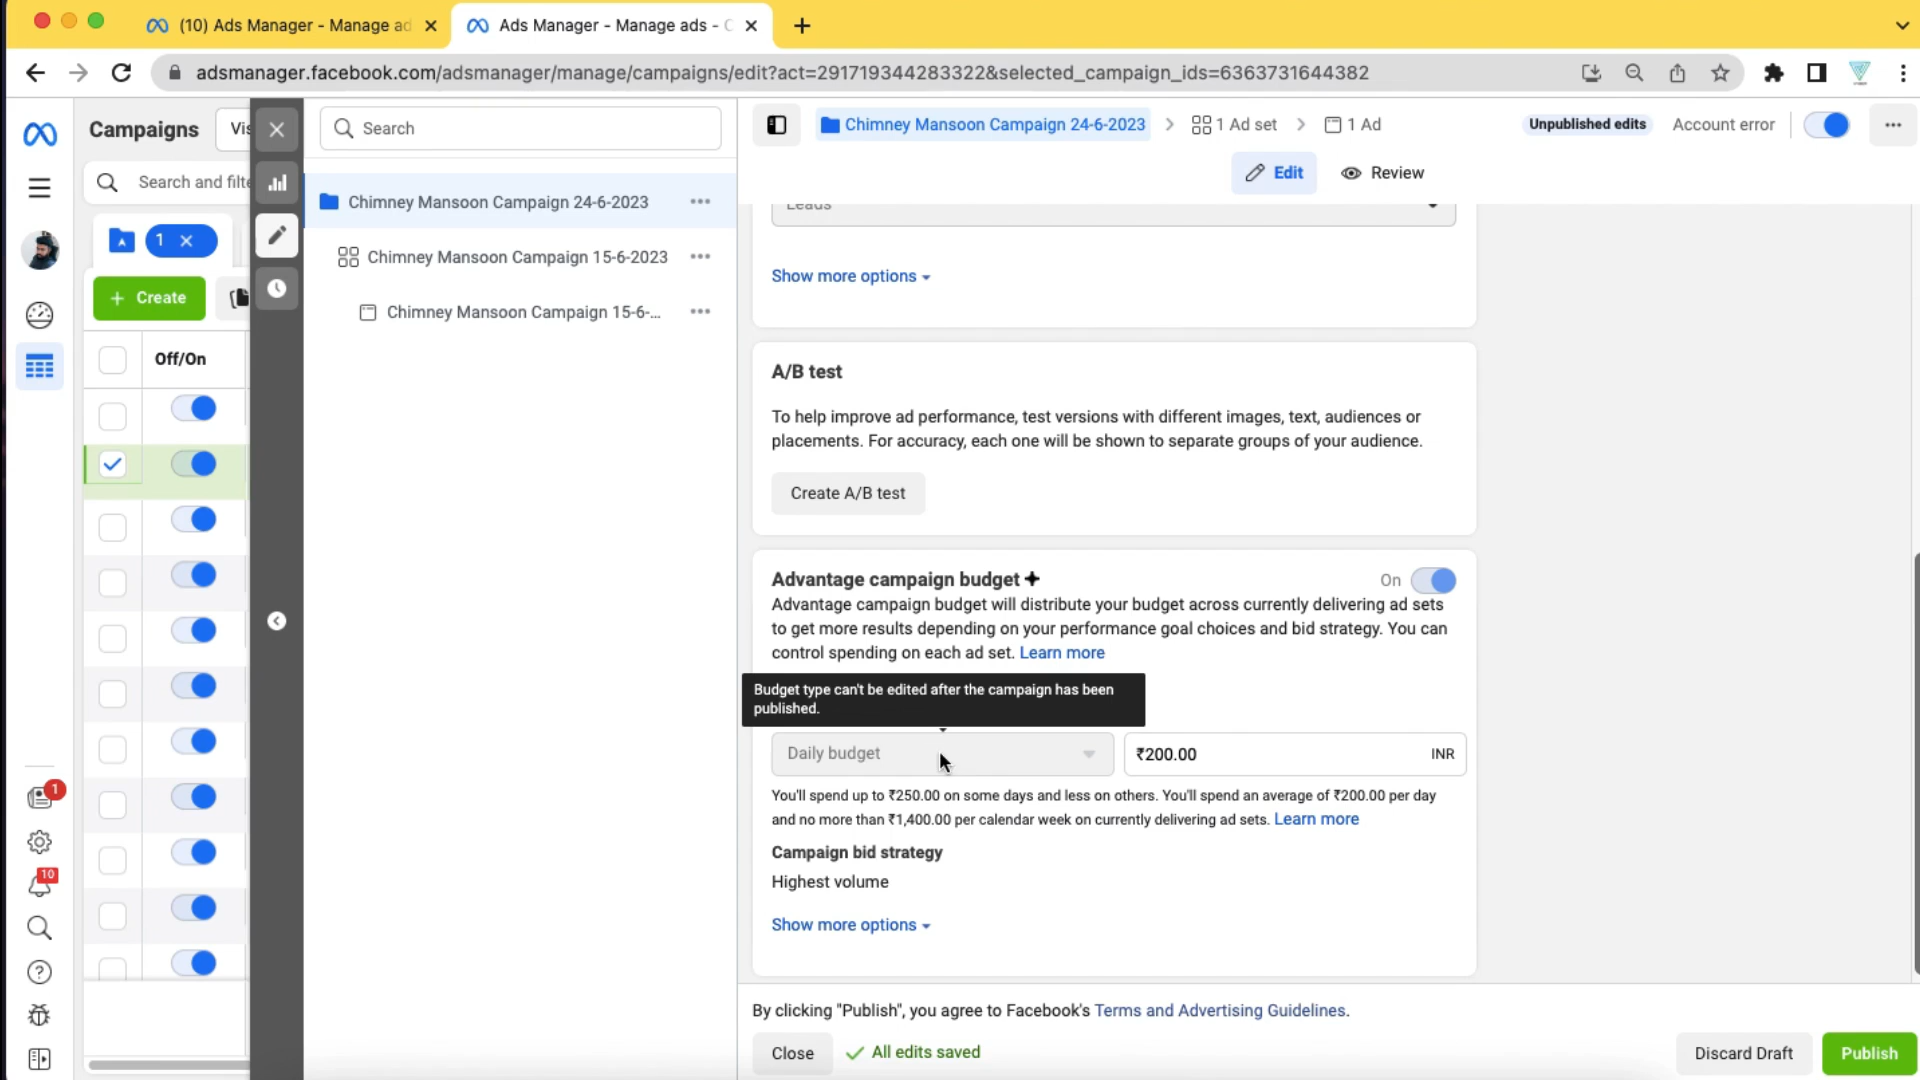 (10) Ads Manager - Manage ad
Ads Manager - Manage ads - C
adsmanager.facebook.com/adsmanager/manage/campaigns/edit?act=291719344283322&selected_campaign_ids=6363731644382
Campaigns
Vis
Search
Chimney Mansoon Campaign 24-6-2023
1 Ad set
1 Ad
Unpublished edits
Account error
Edit
Review
Search and filte
Chimney Mansoon Campaign 24-6-2023
Leads
1
Chimney Mansoon Campaign 15-6-2023
Show more options
Create
Chimney Mansoon Campaign 15-6-...
Off/On
A/B test
To help improve ad performance, test versions with different images, text, audiences or
placements. For accuracy, each one will be shown to separate groups of your audience.
Create A/B test
Advantage campaign budget
On
Advantage campaign budget will distribute your budget across currently delivering ad sets
to get more results depending on your performance goal choices and bid strategy. You can
control spending on each ad set. Learn more
Budget type can't be edited after the campaign has been
published.
Daily budget
₹200.00
INR
You'll spend up to ₹250.00 on some days and less on others. You'll spend an average of ₹200.00 per day
and no more than ₹1,400.00 per calendar week on currently delivering ad sets. Learn more
1
Campaign bid strategy
Highest volume
10
Show more options
By clicking "Publish", you agree to Facebook's Terms and Advertising Guidelines.
Close
All edits saved
Discard Draft
Publish